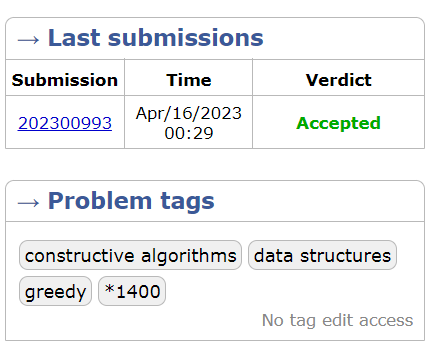 → Last submissions
Submission Time Verdict
202300993 Apr/16/2023 00:29 Accepted
→ Problem tags
constructive algorithms data structures
greedy *1400
No tag edit access